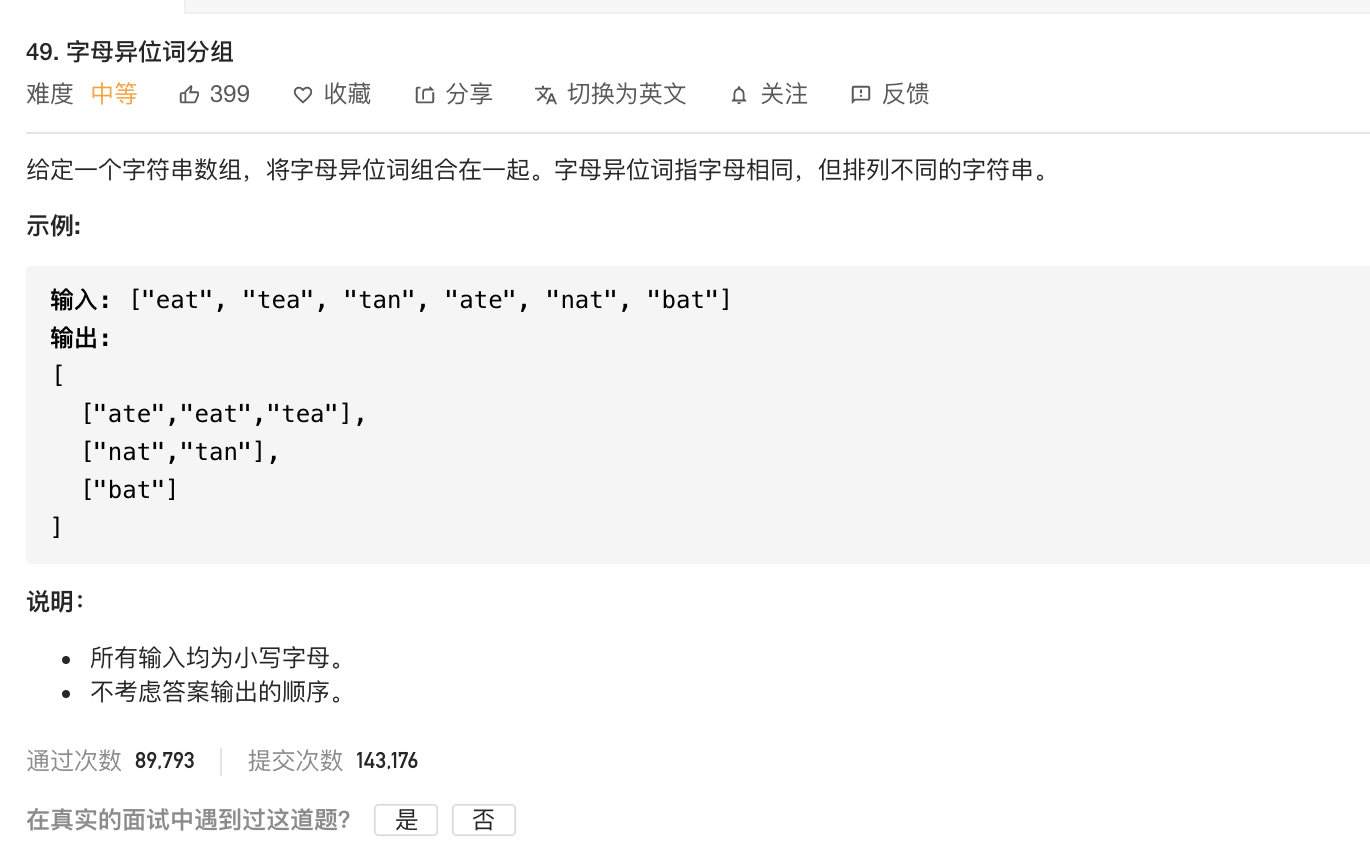 49. 字母异位词分组
难度 中等 399 收藏 分享 切换为英文 关注 反馈
给定一个字符串数组，将字母异位词组合在一起。字母异位词指字母相同，但排列不同的字符串。
示例:
输入: ["eat", "tea", "tan", "ate", "nat", "bat"]
输出:
[
  ["ate","eat","tea"],
  ["nat","tan"],
  ["bat"]
]
说明：
• 所有输入均为小写字母。
• 不考虑答案输出的顺序。
通过次数 89,793 提交次数 143,176
在真实的面试中遇到过这道题? 是 否